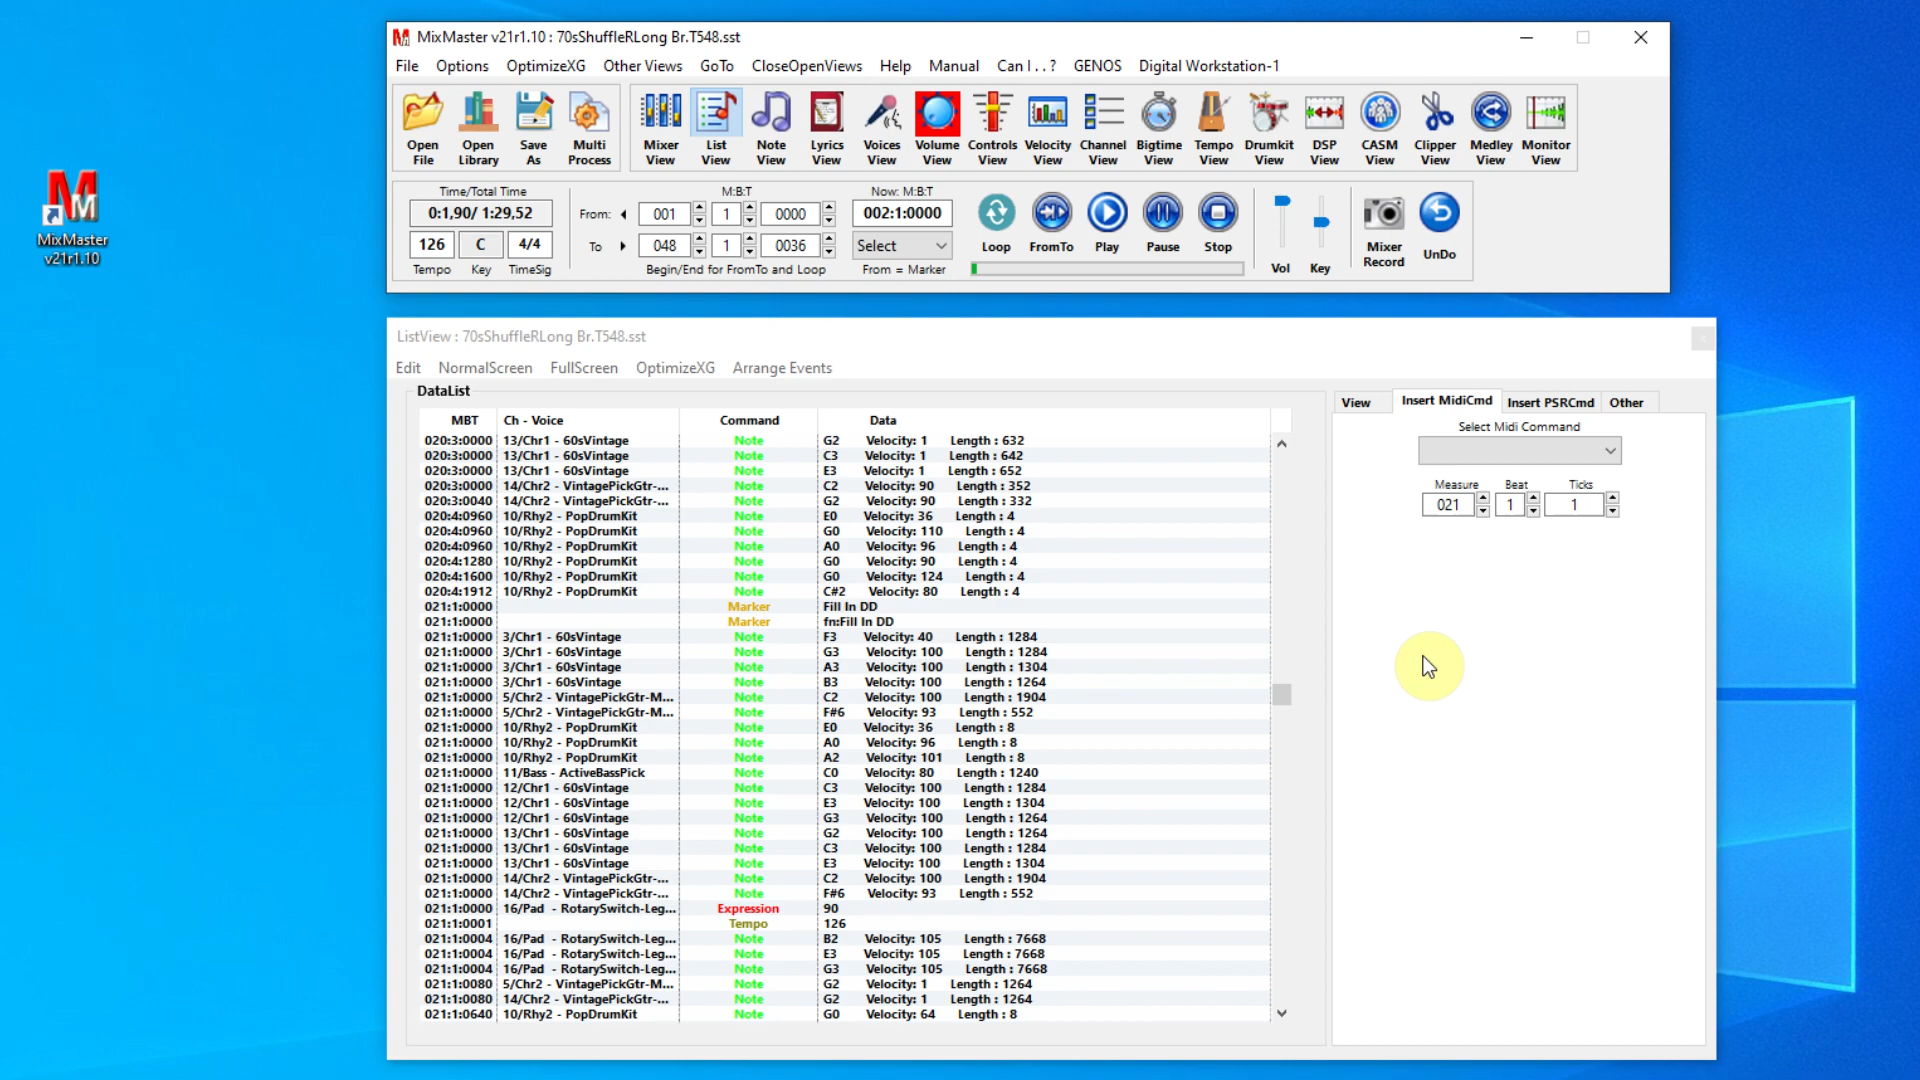 MixMaster v21r1.10 : 70sShuffleRLong Br.T548.sst
File Options OptimizeXG Other Views GoTo CloseOpenViews Help Manual Can I . . ? GENOS Digital Workstation-1
Open File Open Library Save As Multi Process Mixer View List View Note View Lyrics View Voices View Volume View Controls View Velocity View Channel View Bigtime View Tempo View Drumkit View DSP View CASM View Clipper View Medley View Monitor View
Time/Total Time M:B:T Now: M:B:T
0:1,90/ 1:29,52 From: 001 1 0000 002:1:0000
126 C 4/4 To 048 1 0036 Select Loop FromTo Play Pause Stop Mixer Record UnDo
Tempo Key TimeSig Begin/End for FromTo and Loop From = Marker Vol Key
MixMaster
v21r1.10
ListView : 70sShuffleRLong Br.T548.sst
Edit NormalScreen FullScreen OptimizeXG Arrange Events
DataList
MBT Ch - Voice Command Data
020:3:0000 13/Chr1 - 60sVintage Note G2 Velocity: 1 Length : 632
020:3:0000 13/Chr1 - 60sVintage Note C3 Velocity: 1 Length : 642
020:3:0000 13/Chr1 - 60sVintage Note E3 Velocity: 1 Length : 652
020:3:0000 14/Chr2 - VintagePickGtr-... Note C2 Velocity: 90 Length : 352
020:3:0040 14/Chr2 - VintagePickGtr-... Note G2 Velocity: 90 Length : 332
020:4:0960 10/Rhy2 - PopDrumKit Note E0 Velocity: 36 Length : 4
020:4:0960 10/Rhy2 - PopDrumKit Note G0 Velocity: 110 Length : 4
020:4:0960 10/Rhy2 - PopDrumKit Note A0 Velocity: 96 Length : 4
020:4:1280 10/Rhy2 - PopDrumKit Note G0 Velocity: 90 Length : 4
020:4:1600 10/Rhy2 - PopDrumKit Note G0 Velocity: 124 Length : 4
020:4:1912 10/Rhy2 - PopDrumKit Note C#2 Velocity: 80 Length : 4
021:1:0000 Marker Fill In DD
021:1:0000 Marker fn:Fill In DD
021:1:0000 3/Chr1 - 60sVintage Note F3 Velocity: 40 Length : 1284
021:1:0000 3/Chr1 - 60sVintage Note G3 Velocity: 100 Length : 1284
021:1:0000 3/Chr1 - 60sVintage Note A3 Velocity: 100 Length : 1304
021:1:0000 3/Chr1 - 60sVintage Note B3 Velocity: 100 Length : 1264
021:1:0000 5/Chr2 - VintagePickGtr-M... Note C2 Velocity: 100 Length : 1904
021:1:0000 5/Chr2 - VintagePickGtr-M... Note F#6 Velocity: 93 Length : 552
021:1:0000 10/Rhy2 - PopDrumKit Note E0 Velocity: 36 Length : 8
021:1:0000 10/Rhy2 - PopDrumKit Note A0 Velocity: 96 Length : 8
021:1:0000 10/Rhy2 - PopDrumKit Note A2 Velocity: 101 Length : 8
021:1:0000 11/Bass - ActiveBassPick Note C0 Velocity: 80 Length : 1240
021:1:0000 12/Chr1 - 60sVintage Note C3 Velocity: 100 Length : 1284
021:1:0000 12/Chr1 - 60sVintage Note E3 Velocity: 100 Length : 1304
021:1:0000 12/Chr1 - 60sVintage Note G3 Velocity: 100 Length : 1264
021:1:0000 13/Chr1 - 60sVintage Note G2 Velocity: 100 Length : 1264
021:1:0000 13/Chr1 - 60sVintage Note C3 Velocity: 100 Length : 1284
021:1:0000 13/Chr1 - 60sVintage Note E3 Velocity: 100 Length : 1304
021:1:0000 14/Chr2 - VintagePickGtr-... Note C2 Velocity: 100 Length : 1904
021:1:0000 14/Chr2 - VintagePickGtr-... Note F#6 Velocity: 93 Length : 552
021:1:0000 16/Pad - RotarySwitch-Leg... Expression 90
021:1:0001 Tempo 126
021:1:0004 16/Pad - RotarySwitch-Leg... Note B2 Velocity: 105 Length : 7668
021:1:0004 16/Pad - RotarySwitch-Leg... Note E3 Velocity: 105 Length : 7668
021:1:0004 16/Pad - RotarySwitch-Leg... Note G3 Velocity: 105 Length : 7668
021:1:0080 5/Chr2 - VintagePickGtr-M... Note G2 Velocity: 1 Length : 1264
021:1:0080 14/Chr2 - VintagePickGtr-... Note G2 Velocity: 1 Length : 1264
021:1:0640 10/Rhy2 - PopDrumKit Note G0 Velocity: 64 Length : 8
View Insert MidiCmd Insert PSRCmd Other
Select Midi Command
Measure Beat Ticks
021 1 1